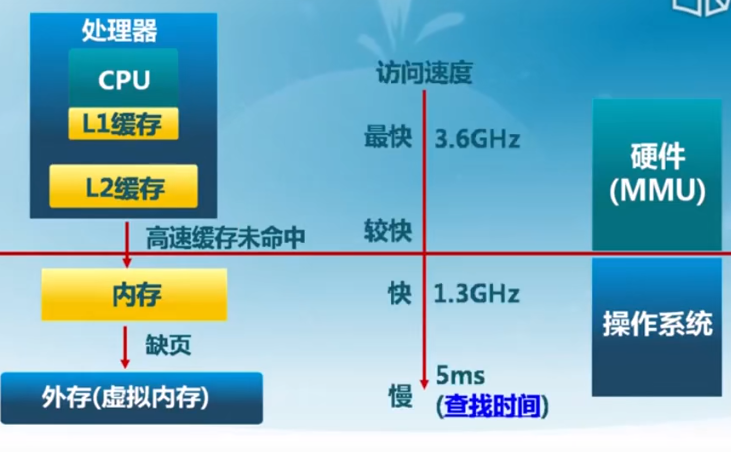 处理器
CPU
L1缓存
L2缓存
高速缓存未命中
内存
缺页
外存(虚拟内存)
访问速度
最快 3.6GHz
较快
快 1.3GHz
慢 5ms
(查找时间)
硬件
(MMU)
操作系统